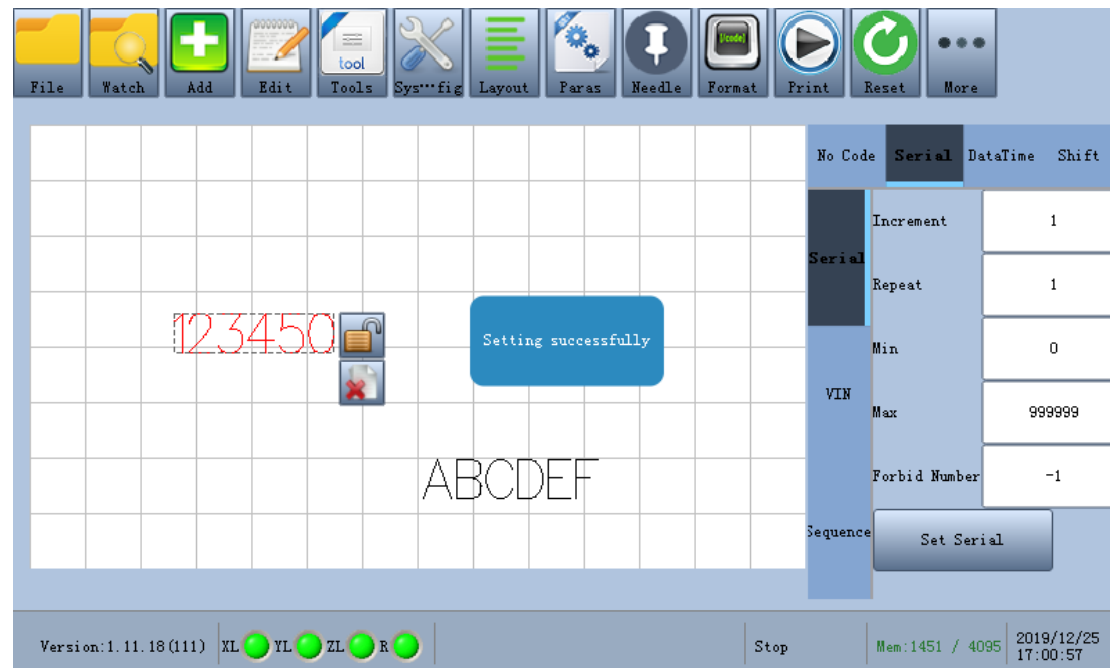 File Watch Add Edit Tools Sys···fig Layout Paras Needle Format Print Reset More
tool
[/code]
No Code Serial DataTime Shift
Serial
VIN
Sequence
Increment 1
Repeat 1
Min 0
Max 999999
Forbid Number -1
Set Serial
123450
Setting successfully
ABCDEF
Version:1.11.18(111) XL YL ZL R Stop Mem:1451 / 4095 2019/12/25
17:00:57